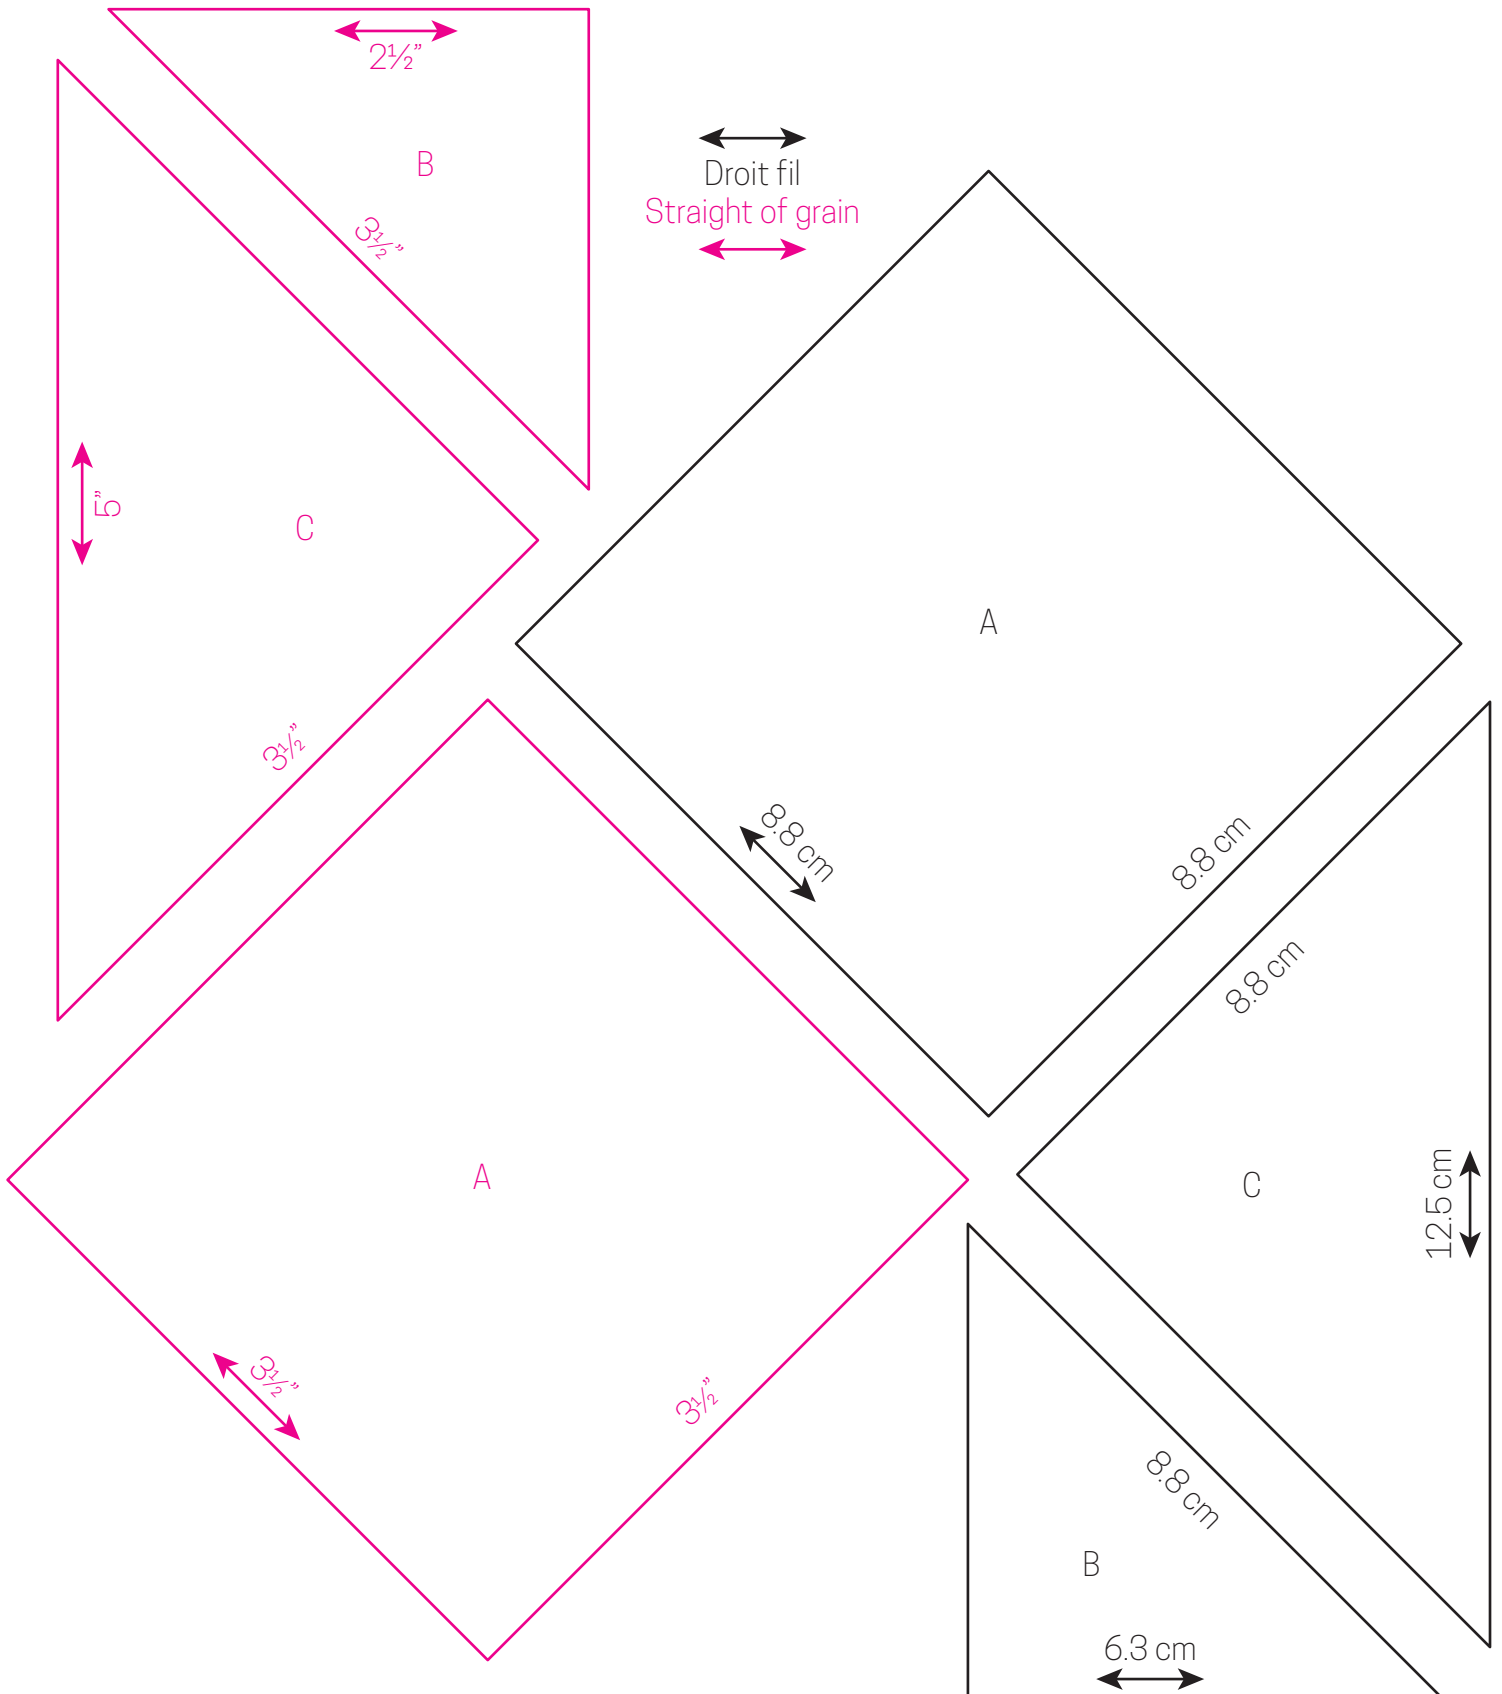 2½”
B
3½”
Droit fil
Straight of grain
5”
C
3½”
A
8.8 cm
8.8 cm
8.8 cm
A
C
12.5 cm
3½”
3½”
8.8 cm
B
6.3 cm